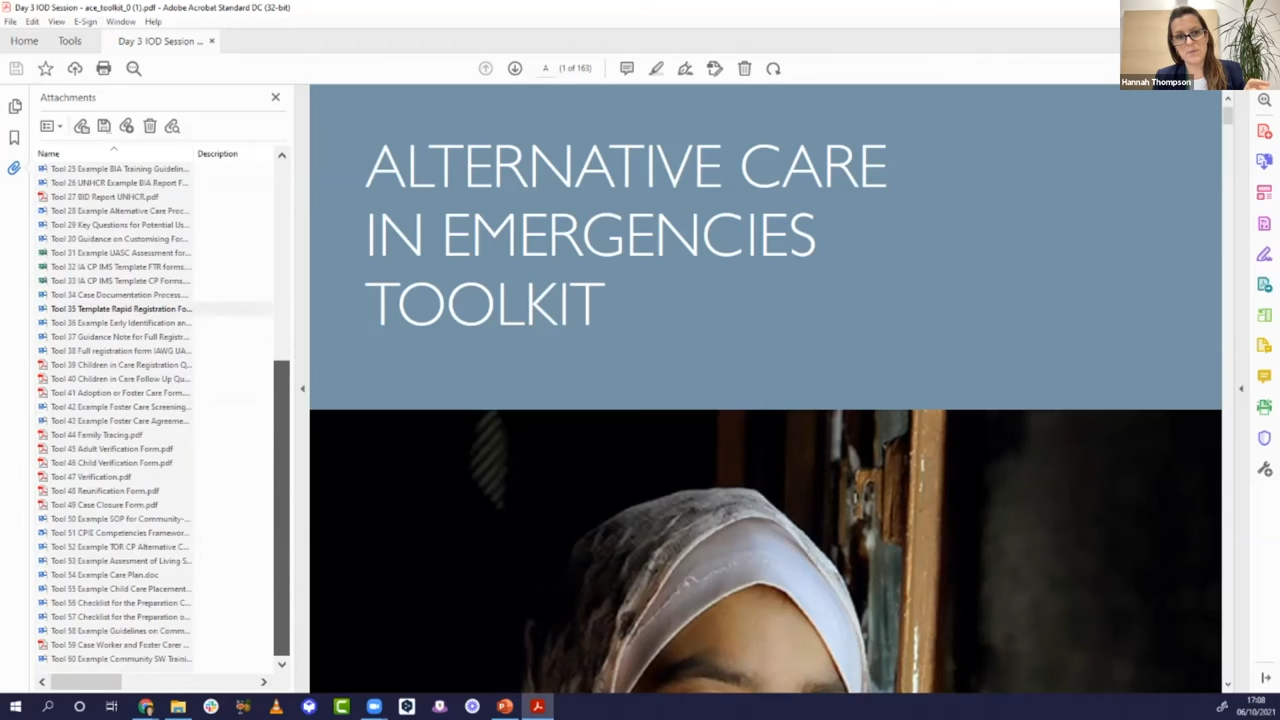 Day 3 IOD Session - ace_toolkit_0 (1).pdf - Adobe Acrobat Standard DC (32-bit)
File Edit View E-Sign Window Help
Home Tools Day 3 IOD Session ... ×
A (1 of 163)
Hannah Thompson
Attachments
Name Description
Tool 25 Example BIA Training Guidelin...
Tool 26 UNHCR Example BIA Report F...
Tool 27 BID Report UNHCR.pdf
Tool 28 Example Alternative Care Proc...
Tool 29 Key Questions for Potential Us...
Tool 30 Guidance on Customising For...
Tool 31 Example UASC Assessment for...
Tool 32 IA CP IMS Template FTR forms...
Tool 33 IA CP IMS Template CP Forms...
Tool 34 Case Documentation Process...
Tool 35 Template Rapid Registration Fo...
Tool 36 Example Early Identification an...
Tool 37 Guidance Note for Full Registr...
Tool 38 Full registration form IAWG UA...
Tool 39 Children in Care Registration Q...
Tool 40 Children in Care Follow Up Qu...
Tool 41 Adoption or Foster Care Form...
Tool 42 Example Foster Care Screening...
Tool 43 Example Foster Care Agreeme...
Tool 44 Family Tracing.pdf
Tool 45 Adult Verification Form.pdf
Tool 46 Child Verification Form.pdf
Tool 47 Verification.pdf
Tool 48 Reunification Form.pdf
Tool 49 Case Closure Form.pdf
Tool 50 Example SOP for Community-...
Tool 51 CPIE Competencies Framewor...
Tool 52 Example TOR CP Alternative C...
Tool 53 Example Assesment of Living S...
Tool 54 Example Care Plan.doc
Tool 55 Example Child Care Placement...
Tool 56 Checklist for the Preparation C...
Tool 57 Checklist for the Preparation o...
Tool 58 Example Guidelines on Comm...
Tool 59 Case Worker and Foster Carer ...
Tool 60 Example Community SW Traini...
ALTERNATIVE CARE
IN EMERGENCIES
TOOLKIT
17:08
06/10/2021